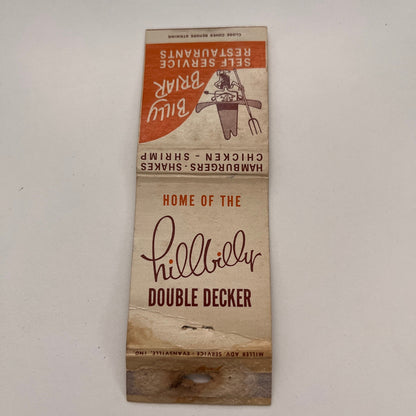 CLOSE COVER BEFORE STRIKING
BILLY
BRIAR
SELF SERVICE
RESTAURANTS
HAMBURGERS - SHAKES
CHICKEN - SHRIMP
HOME OF THE
hillbilly
DOUBLE DECKER
MILLER ADV. SERVICE - EVANSVILLE, IND.